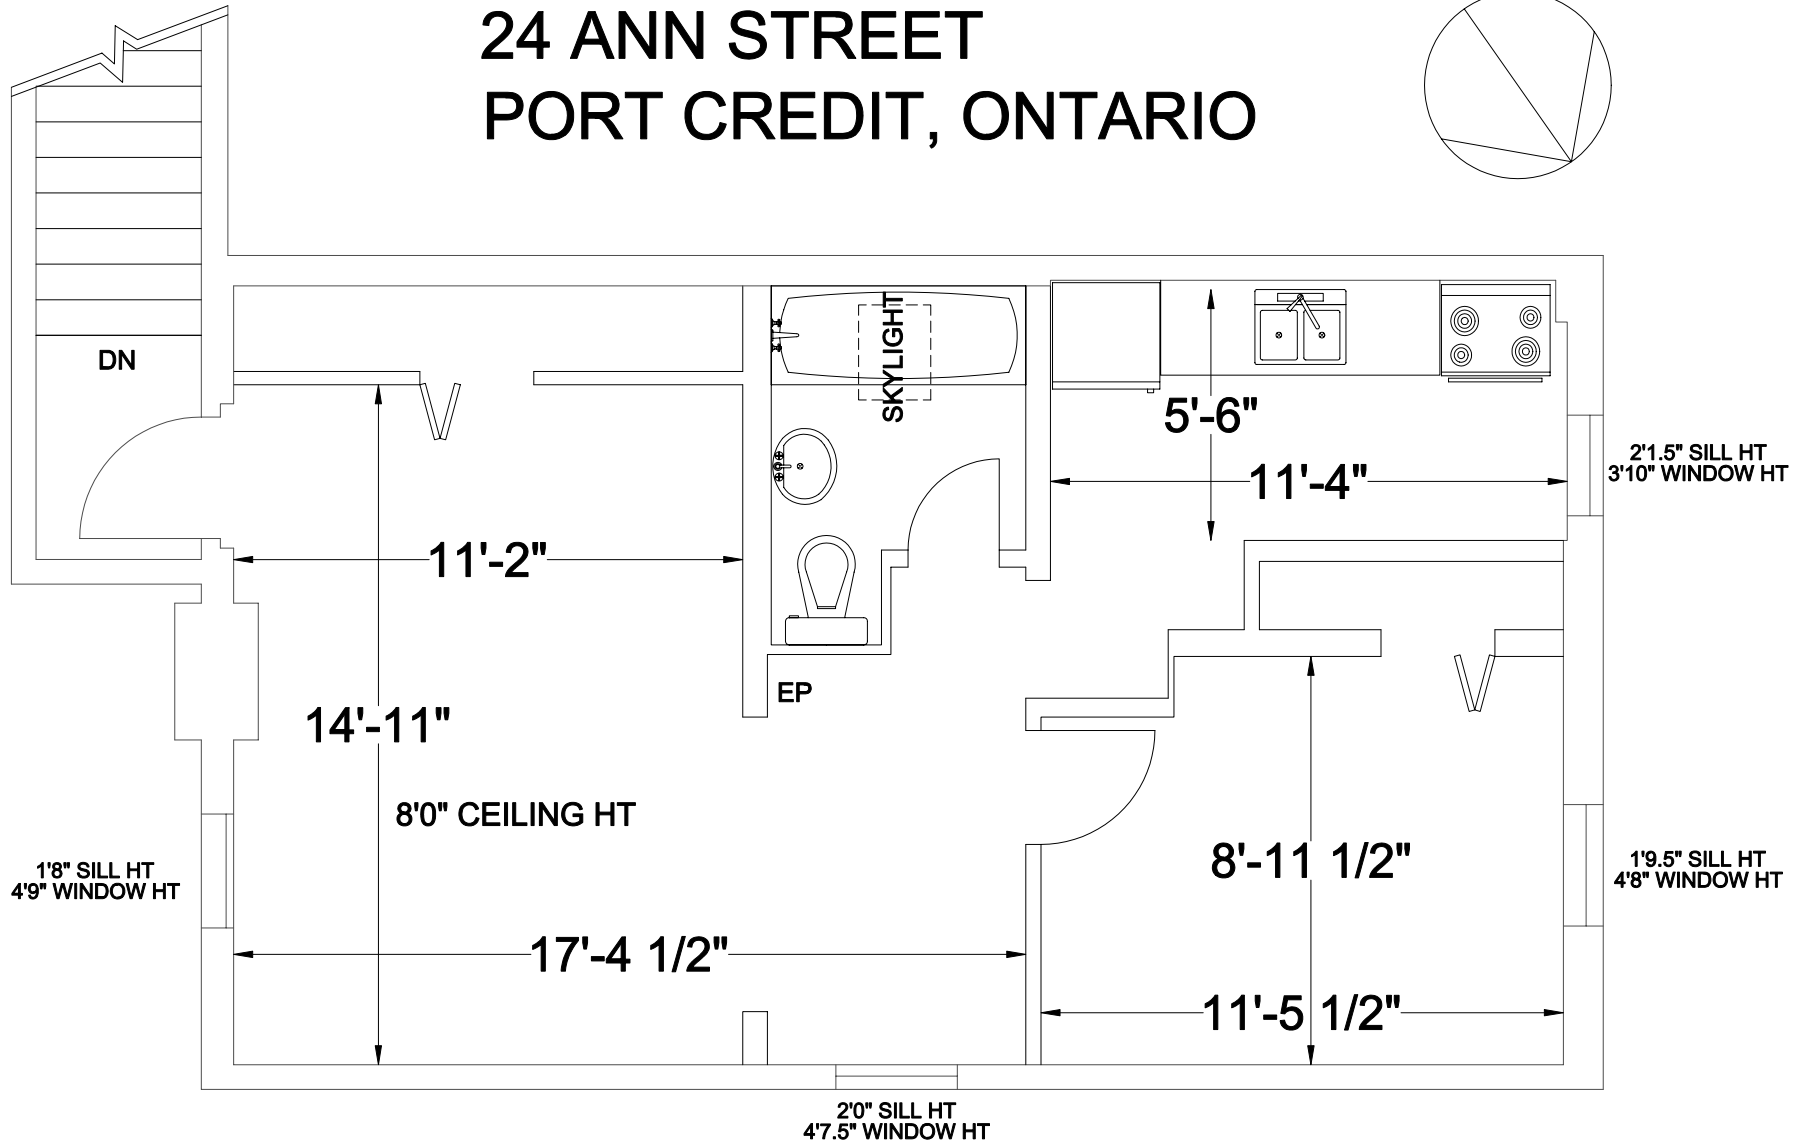 24 ANN STREET
PORT CREDIT, ONTARIO
DN
SKYLIGHT
5'-6"
11'-4"
2'1.5" SILL HT
3'10" WINDOW HT
11'-2"
EP
14'-11"
8'0" CEILING HT
8'-11 1/2"
1'8" SILL HT
4'9" WINDOW HT
1'9.5" SILL HT
4'8" WINDOW HT
17'-4 1/2"
11'-5 1/2"
2'0" SILL HT
4'7.5" WINDOW HT